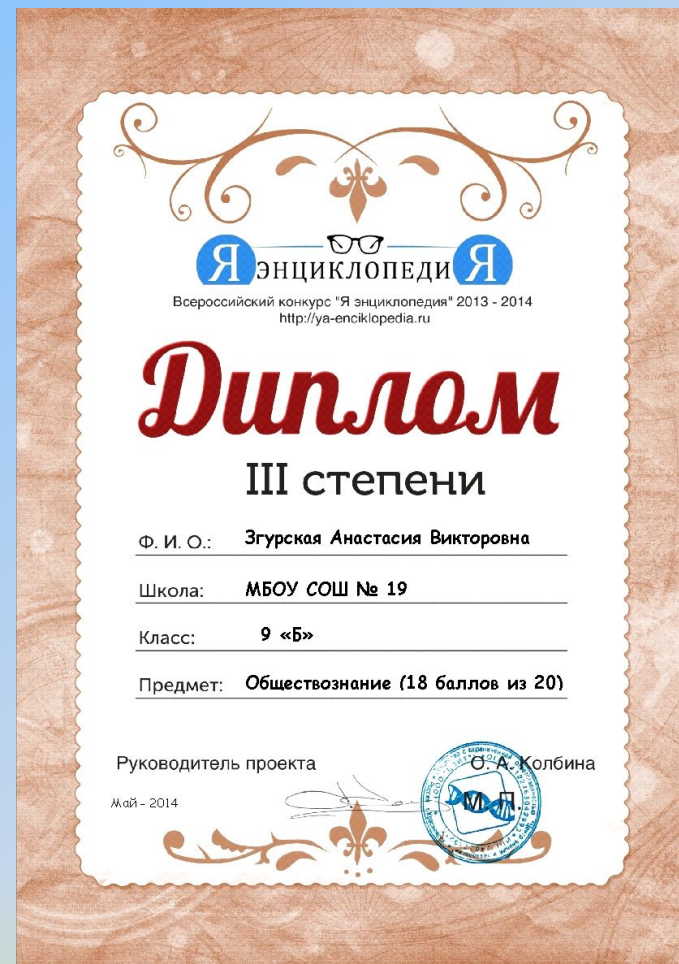 Я ЭНЦИКЛОПЕДИ Я
Всероссийский конкурс "Я энциклопедия" 2013 - 2014
http://ya-enciklopedia.ru
Диплом
III степени
Ф. И. О.: Згурская Анастасия Викторовна
Школа: МБОУ СОШ № 19
Класс: 9 «Б»
Предмет: Обществознание (18 баллов из 20)
Руководитель проекта О. А. Колбина
Май - 2014
М. П.